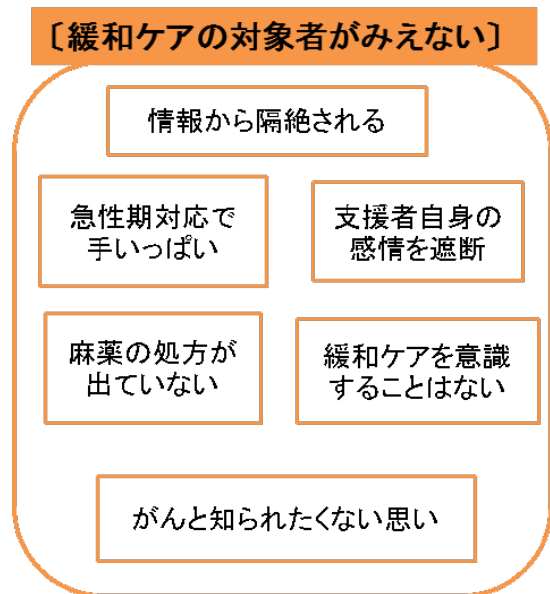 〔緩和ケアの対象者がみえない〕
情報から隔絶される
急性期対応で
手いっぱい
支援者自身の
感情を遮断
麻薬の処方が
出ていない
緩和ケアを意識
することはない
がんと知られたくない思い